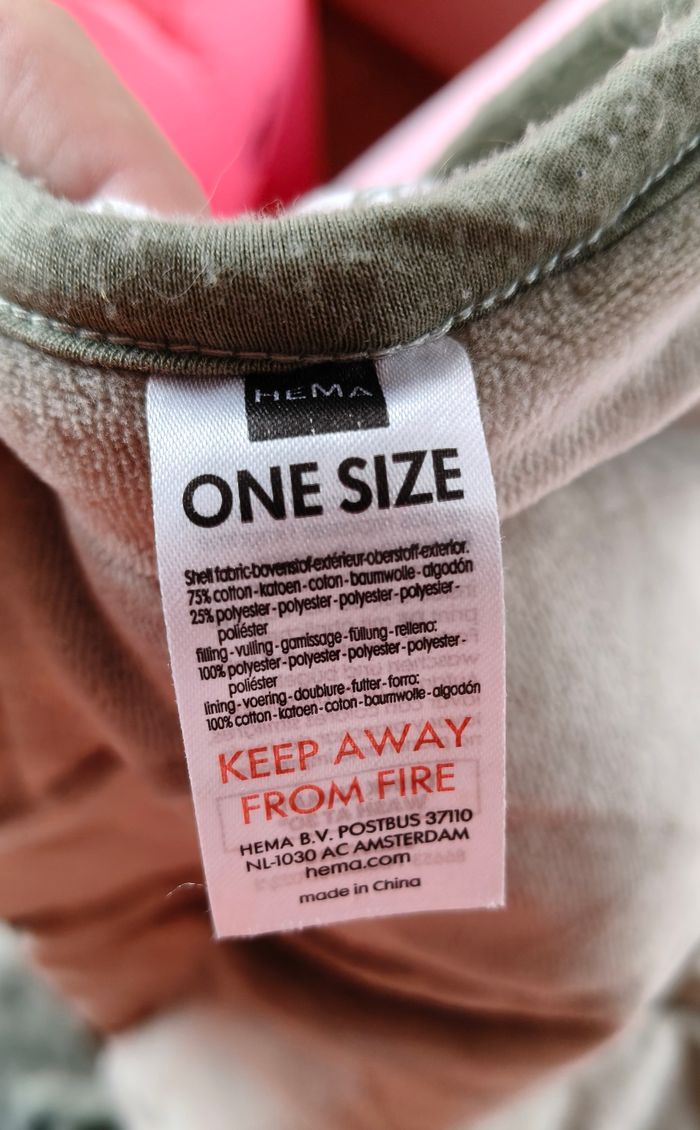 HEMA
ONE SIZE
Shell fabric-bovenstof-extérieur-oberstoff-exterior.
75% cotton - katoen - coton - baumwolle - algodón
25% polyester - polyester - polyester - polyester -
poliéster
filling - vulling - garnissage - füllung - relleno:
100% polyester - polyester - polyester - polyester -
poliéster
lining - voering - doublure - futter - forro:
100% cotton - katoen - coton - baumwolle - algodón
KEEP AWAY
FROM FIRE
HEMA B.V. POSTBUS 37110
NL-1030 AC AMSTERDAM
hema.com
made in China